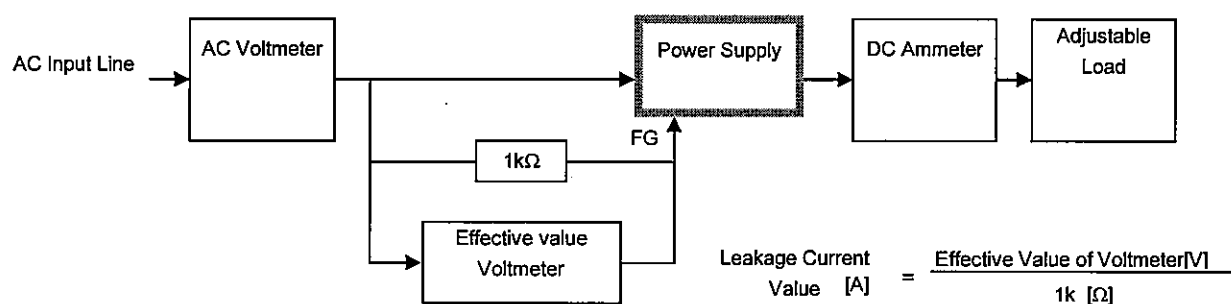 AC Input Line
AC Voltmeter
Power Supply
DC Ammeter
Adjustable
Load
FG
1kΩ
Effective value
Voltmeter
Leakage Current
Value [A]
=
Effective Value of Voltmeter[V]
1k [Ω]